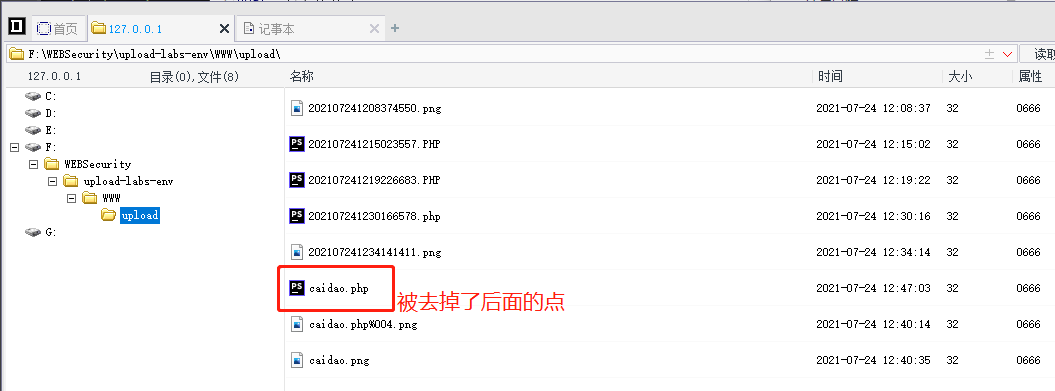 首页
127.0.0.1
记事本
F:\WEBSecurity\upload-labs-env\WWW\upload\
读取
127.0.0.1
目录(0),文件(8)
名称
时间
大小
属性
C:
D:
E:
F:
WEBSecurity
upload-labs-env
WWW
upload
G:
202107241208374550.png 2021-07-24 12:08:37 32 0666
202107241215023557.PHP 2021-07-24 12:15:02 32 0666
202107241219226683.PHP 2021-07-24 12:19:22 32 0666
202107241230166578.php 2021-07-24 12:30:16 32 0666
202107241234141411.png 2021-07-24 12:34:14 32 0666
caidao.php 2021-07-24 12:47:03 32 0666
被去掉了后面的点
caidao.php%004.png 2021-07-24 12:40:14 32 0666
caidao.png 2021-07-24 12:40:35 32 0666